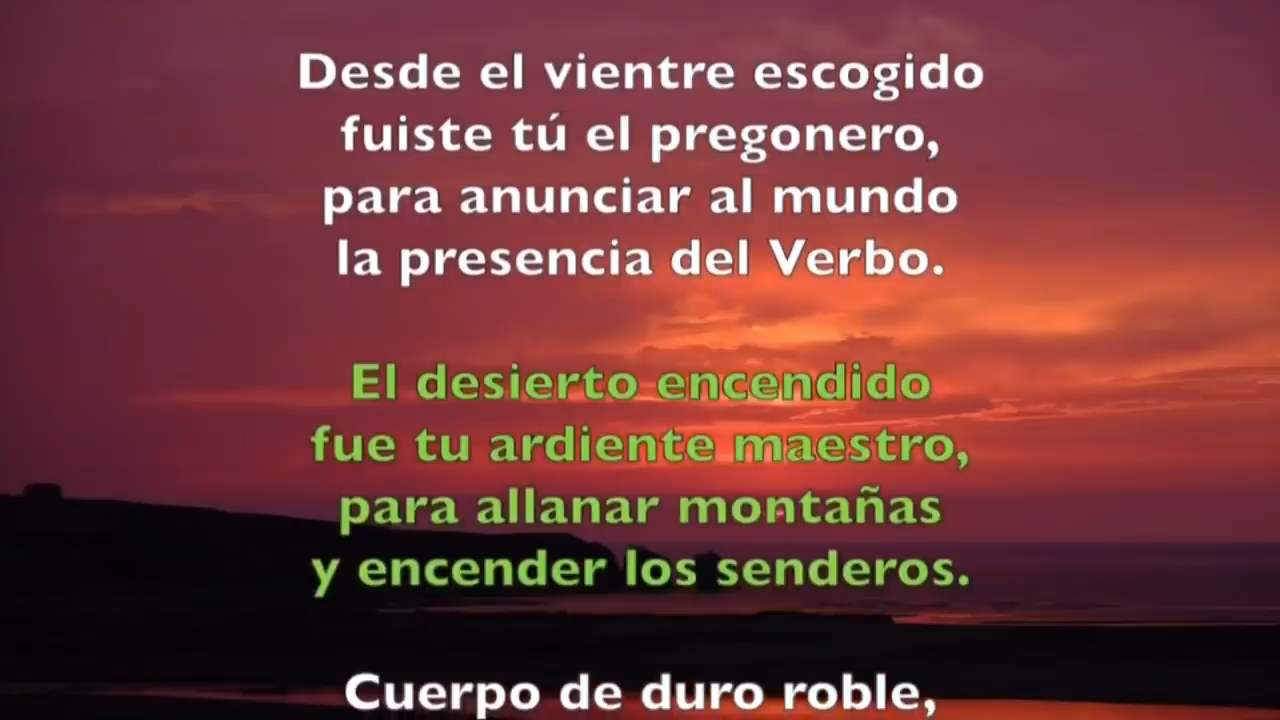 Desde el vientre escogido
fuiste tú el pregonero,
para anunciar al mundo
la presencia del Verbo.
El desierto encendido
fue tu ardiente maestro,
para allanar montañas
y encender los senderos.
Cuerpo de duro roble,